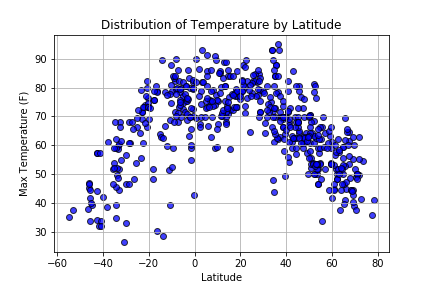 Distribution of Temperature by Latitude
90
80
70
60
50
40
30
Max Temperature (F)
−60 −40 −20 0 20 40 60 80
Latitude